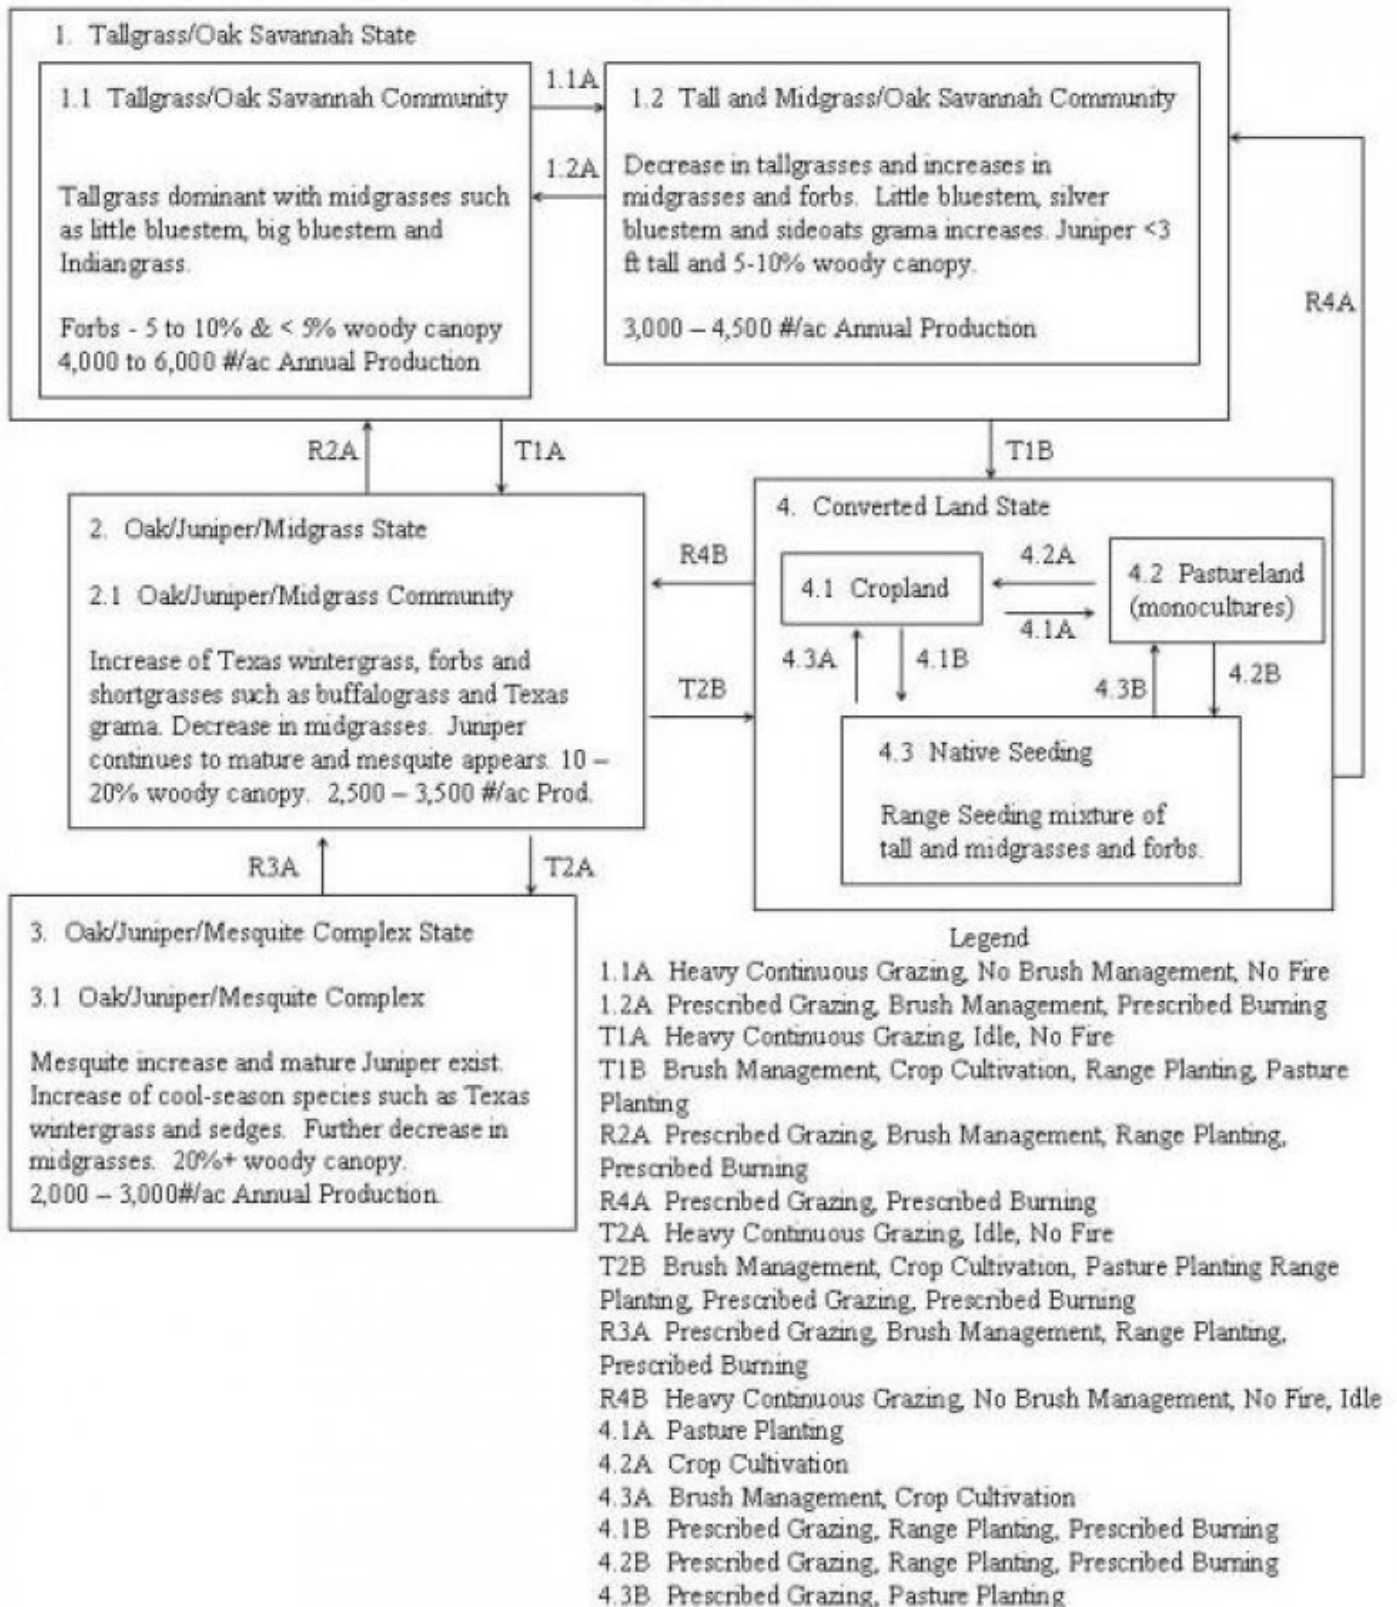 1. Tallgrass/Oak Savannah State
1.1 Tallgrass/Oak Savannah Community
Tallgrass dominant with midgrasses such
as little bluestem, big bluestem and
Indiangrass.
Forbs - 5 to 10% & < 5% woody canopy
4,000 to 6,000 #/ac Annual Production
1.1A
1.2A
1.2 Tall and Midgrass/Oak Savannah Community
Decrease in tallgrasses and increases in
midgrasses and forbs. Little bluestem, silver
bluestem and sideoats grama increases. Juniper <3
ft tall and 5-10% woody canopy.
3,000 – 4,500 #/ac Annual Production
R4A
R2A
T1A
T1B
2. Oak/Juniper/Midgrass State
2.1 Oak/Juniper/Midgrass Community
Increase of Texas wintergrass, forbs and
shortgrasses such as buffalograss and Texas
grama. Decrease in midgrasses. Juniper
continues to mature and mesquite appears. 10 –
20% woody canopy. 2,500 – 3,500 #/ac Prod.
R4B
T2B
4. Converted Land State
4.1 Cropland
4.2A
4.1A
4.2 Pastureland
(monocultures)
4.3A
4.1B
4.3B
4.2B
4.3 Native Seeding
Range Seeding mixture of
tall and midgrasses and forbs.
R3A
T2A
3. Oak/Juniper/Mesquite Complex State
3.1 Oak/Juniper/Mesquite Complex
Mesquite increase and mature Juniper exist.
Increase of cool-season species such as Texas
wintergrass and sedges. Further decrease in
midgrasses. 20%+ woody canopy.
2,000 – 3,000#/ac Annual Production.
Legend
1.1A Heavy Continuous Grazing, No Brush Management, No Fire
1.2A Prescribed Grazing, Brush Management, Prescribed Burning
T1A Heavy Continuous Grazing, Idle, No Fire
T1B Brush Management, Crop Cultivation, Range Planting, Pasture
Planting
R2A Prescribed Grazing, Brush Management, Range Planting,
Prescribed Burning
R4A Prescribed Grazing, Prescribed Burning
T2A Heavy Continuous Grazing, Idle, No Fire
T2B Brush Management, Crop Cultivation, Pasture Planting Range
Planting, Prescribed Grazing, Prescribed Burning
R3A Prescribed Grazing, Brush Management, Range Planting,
Prescribed Burning
R4B Heavy Continuous Grazing, No Brush Management, No Fire, Idle
4.1A Pasture Planting
4.2A Crop Cultivation
4.3A Brush Management, Crop Cultivation
4.1B Prescribed Grazing, Range Planting, Prescribed Burning
4.2B Prescribed Grazing, Range Planting, Prescribed Burning
4.3B Prescribed Grazing, Pasture Planting